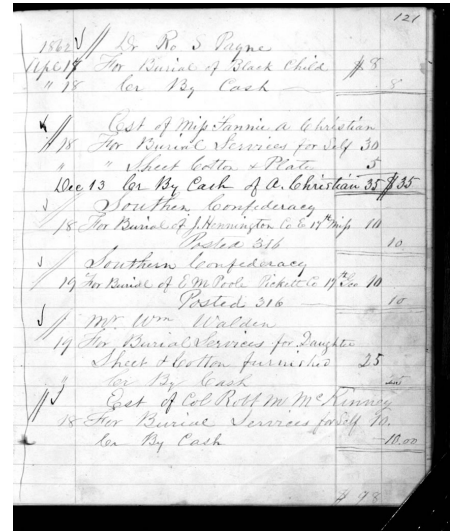 121
1862 Dr Ro S Payne
Apl 18 For Burial of Black Child $8
" 18 Cr By Cash 8
Est of Miss Fannie A Christian
" 18 For Burial Services for Self 30
" " Sheet Cotton & Plate 5
Dec 13 Cr By Cash of A. Christian 35 $35
Southern Confederacy
18 For Burial of J. Hennington Co E 17th Miss 10
Posted 316 10
Southern Confederacy
19 For Burial of E M Poole Pickett Co 17th Geo 10
Posted 316 10
Mr Wm Walden
19 For Burial Services for Daughter
Sheet & Cotton furnished 25
" Cr By Cash 25
Est of Col Robt M McKinney
18 For Burial Services for Self 10.
Cr By Cash 10.00
$ 98